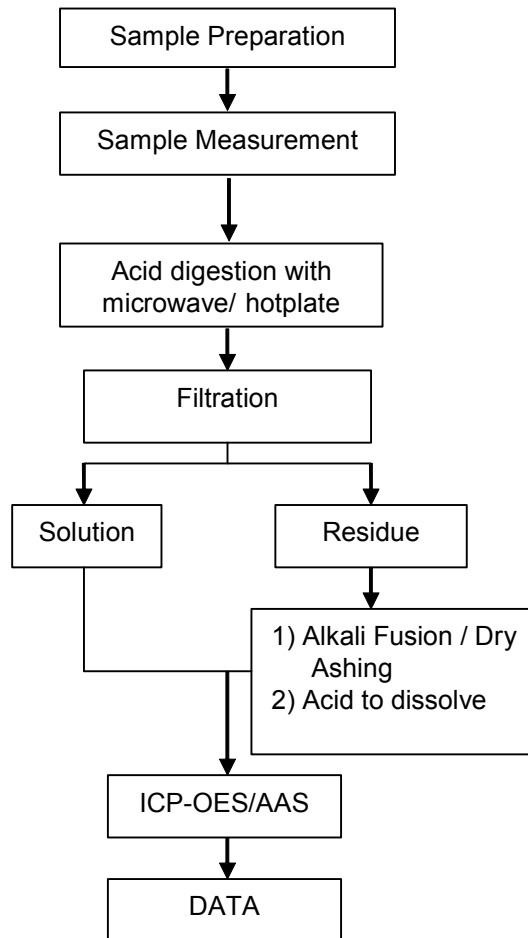 Sample Preparation
Sample Measurement
Acid digestion with
microwave/ hotplate
Filtration
Solution
Residue
1) Alkali Fusion / Dry
Ashing
2) Acid to dissolve
ICP-OES/AAS
DATA